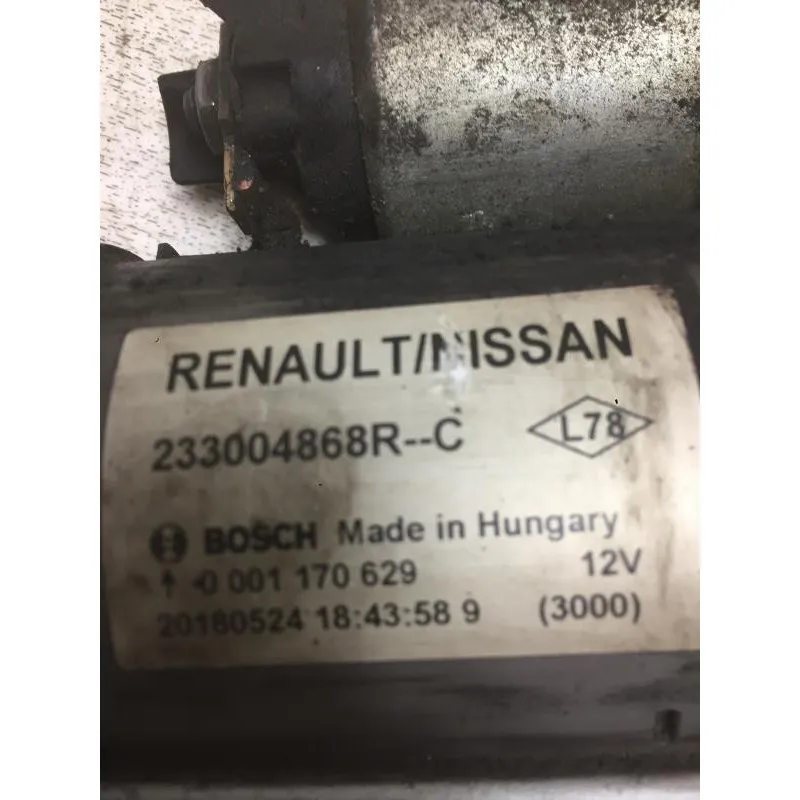 RENAULT/NISSAN
233004868R--C L78
BOSCH Made in Hungary
0 001 170 629 12V
20180524 18:43:58 9 (3000)